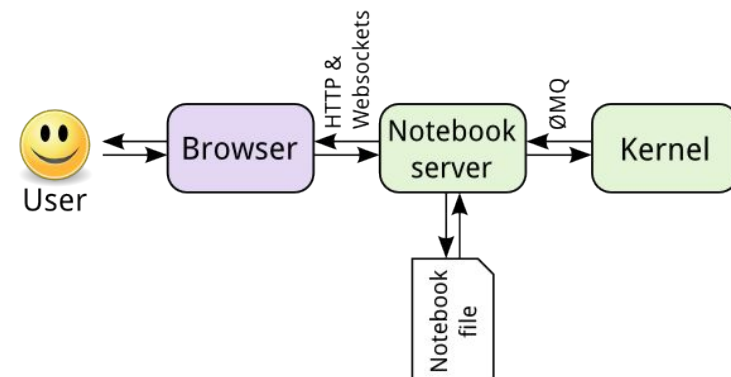 User
Browser
HTTP &
Websockets
Notebook
server
ØMQ
Kernel
Notebook
file